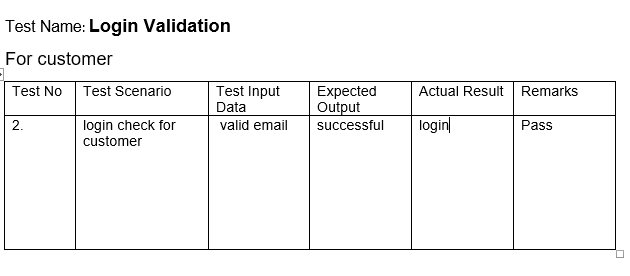 Test Name: Login Validation
For customer
Test No Test Scenario Test Input Data Expected Output Actual Result Remarks
2. login check for customer valid email successful login Pass